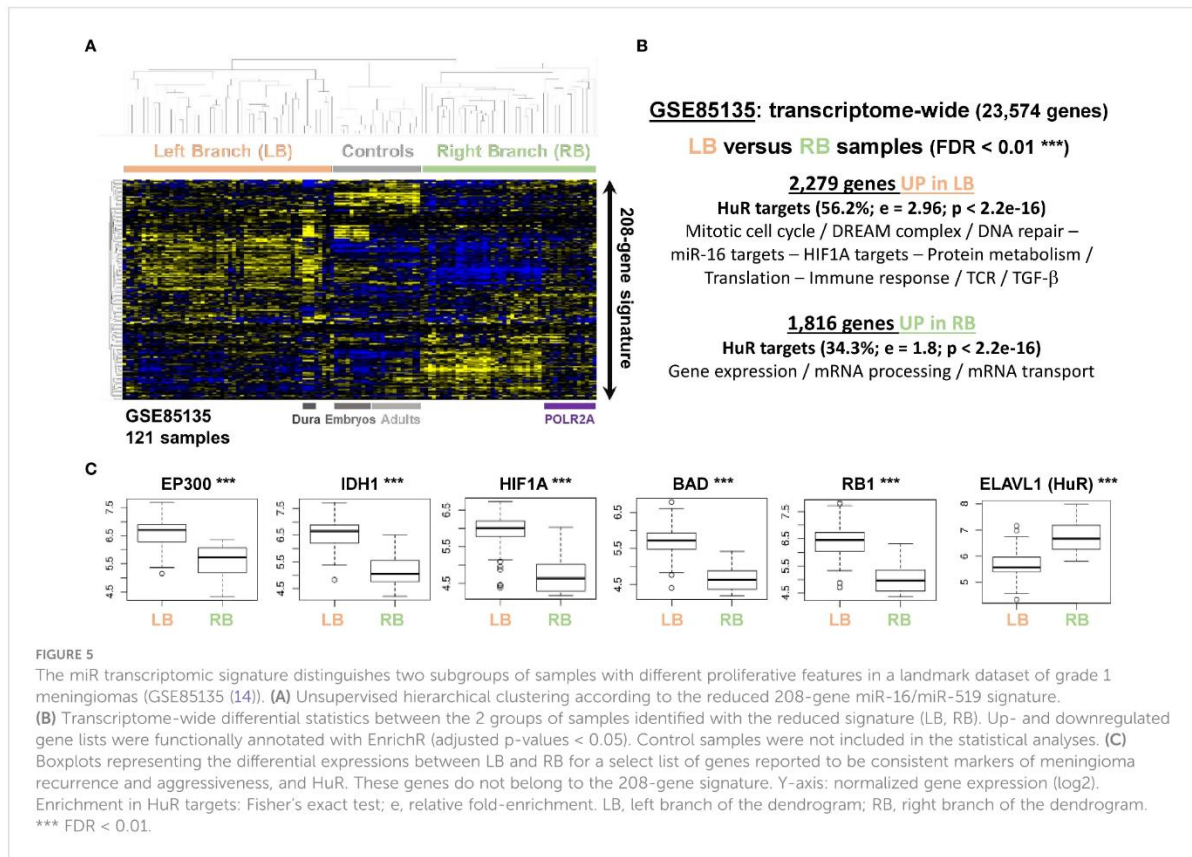 A
Left Branch (LB) Controls Right Branch (RB)
208-gene signature
GSE85135
121 samples
Dura Embryos Adults POLR2A
B
GSE85135: transcriptome-wide (23,574 genes)
LB versus RB samples (FDR < 0.01 ***)
2,279 genes UP in LB
HuR targets (56.2%; e = 2.96; p < 2.2e-16)
Mitotic cell cycle / DREAM complex / DNA repair –
miR-16 targets – HIF1A targets – Protein metabolism /
Translation – Immune response / TCR / TGF-β
1,816 genes UP in RB
HuR targets (34.3%; e = 1.8; p < 2.2e-16)
Gene expression / mRNA processing / mRNA transport
C
EP300 *** IDH1 *** HIF1A *** BAD *** RB1 *** ELAVL1 (HuR) ***
7.5 6.5 5.5 4.5
7.5 6.5 5.5 4.5
6.5 5.5 4.5
6.5 5.5 4.5
7.5 6.5 5.5 4.5
8 7 6 5
LB RB LB RB LB RB LB RB LB RB LB RB
FIGURE 5
The miR transcriptomic signature distinguishes two subgroups of samples with different proliferative features in a landmark dataset of grade 1
meningiomas (GSE85135 (14)). (A) Unsupervised hierarchical clustering according to the reduced 208-gene miR-16/miR-519 signature.
(B) Transcriptome-wide differential statistics between the 2 groups of samples identified with the reduced signature (LB, RB). Up- and downregulated
gene lists were functionally annotated with EnrichR (adjusted p-values < 0.05). Control samples were not included in the statistical analyses. (C)
Boxplots representing the differential expressions between LB and RB for a select list of genes reported to be consistent markers of meningioma
recurrence and aggressiveness, and HuR. These genes do not belong to the 208-gene signature. Y-axis: normalized gene expression (log2).
Enrichment in HuR targets: Fisher's exact test; e, relative fold-enrichment. LB, left branch of the dendrogram; RB, right branch of the dendrogram.
*** FDR < 0.01.